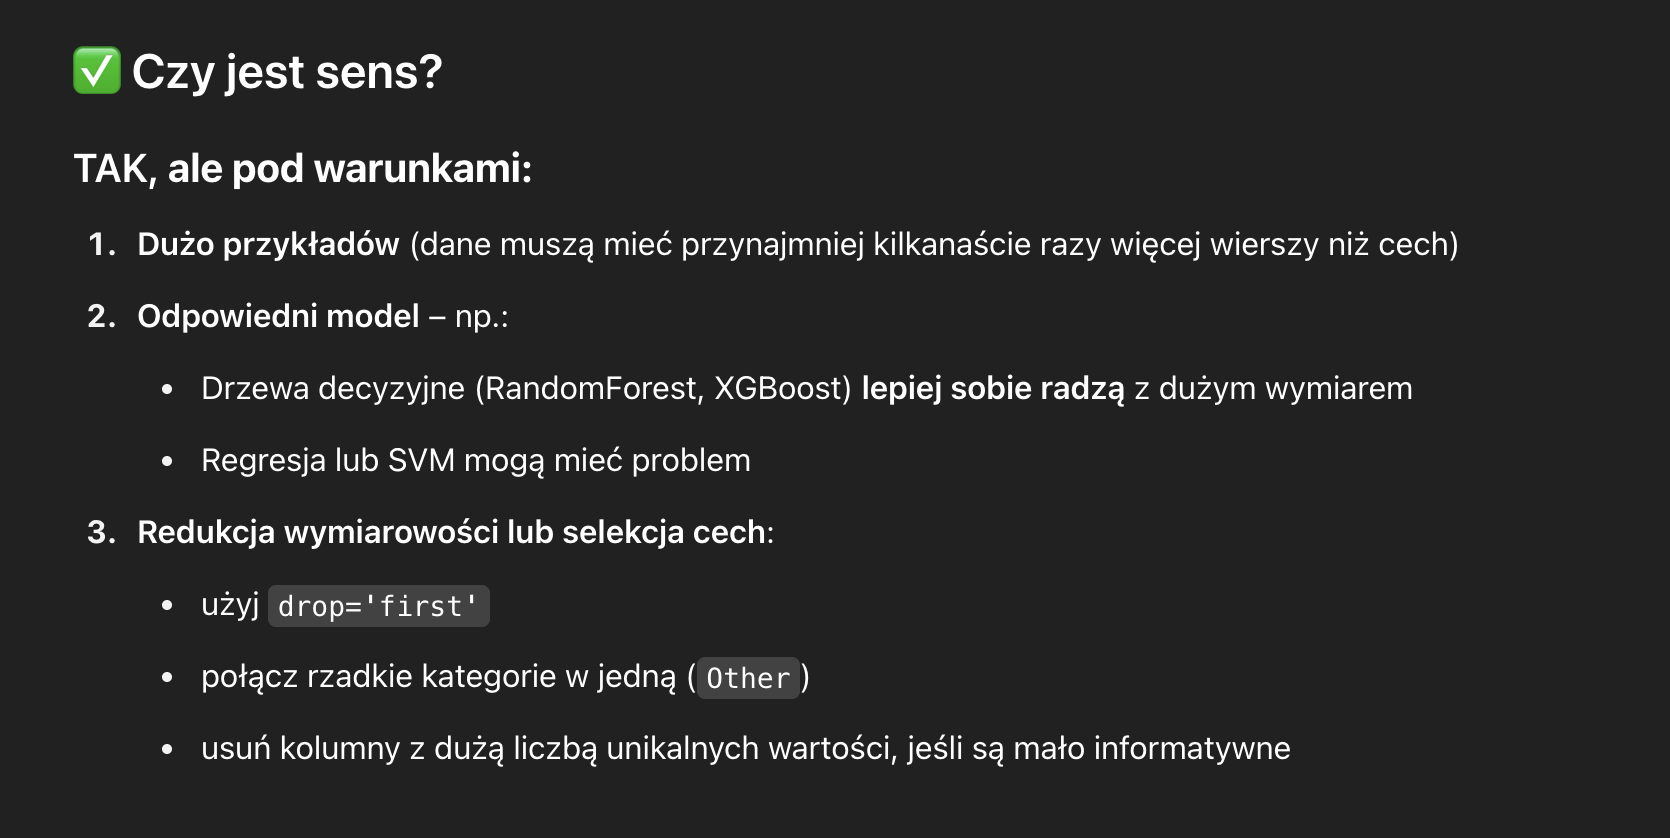 ✅ Czy jest sens?
TAK, ale pod warunkami:
1. Dużo przykładów (dane muszą mieć przynajmniej kilkanaście razy więcej wierszy niż cech)
2. Odpowiedni model – np.:
• Drzewa decyzyjne (RandomForest, XGBoost) lepiej sobie radzą z dużym wymiarem
• Regresja lub SVM mogą mieć problem
3. Redukcja wymiarowości lub selekcja cech:
• użyj drop='first'
• połącz rzadkie kategorie w jedną (Other)
• usuń kolumny z dużą liczbą unikalnych wartości, jeśli są mało informatywne